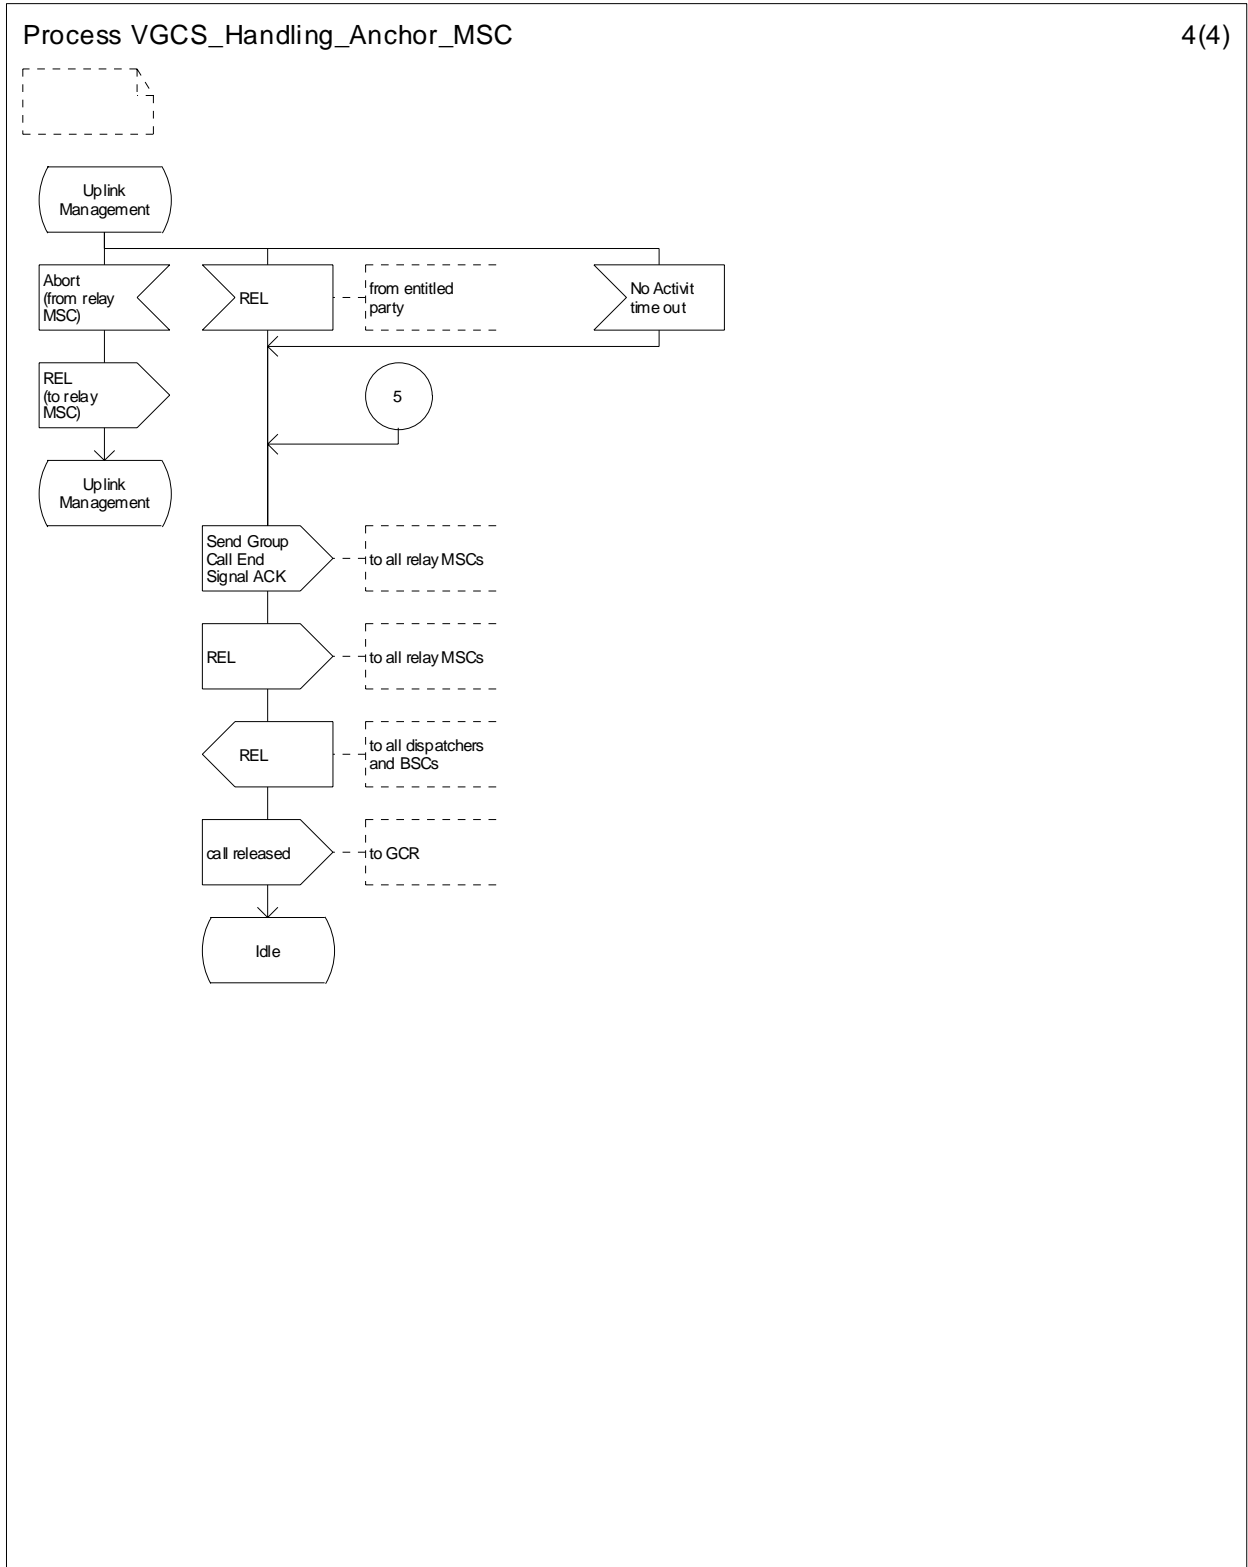 Process VGCS_Handling_Anchor_MSC
4(4)
Uplink
Management
Abort
(from relay
MSC)
REL
from entitled
party
No Activit
time out
REL
(to relay
MSC)
5
Uplink
Management
Send Group
Call End
Signal ACK
to all relay MSCs
REL
to all relay MSCs
REL
to all dispatchers
and BSCs
call released
to GCR
Idle